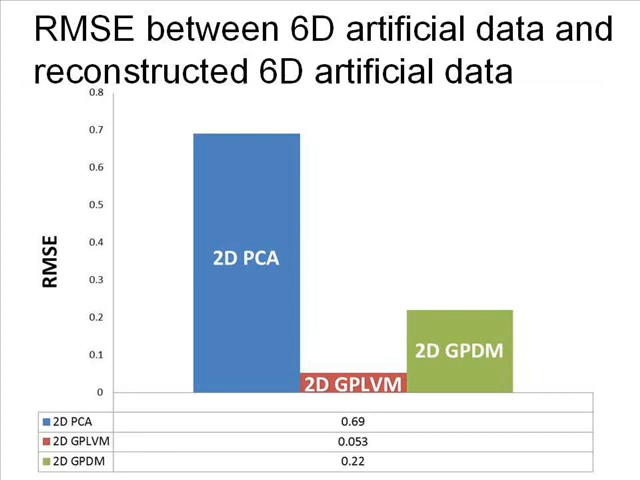 RMSE between 6D artificial data and
reconstructed 6D artificial data
0.8
0.7
0.6
0.5
0.4
0.3
0.2
0.1
0
RMSE
2D PCA
2D GPLVM
2D GPDM
2D PCA 0.69
2D GPLVM 0.053
2D GPDM 0.22